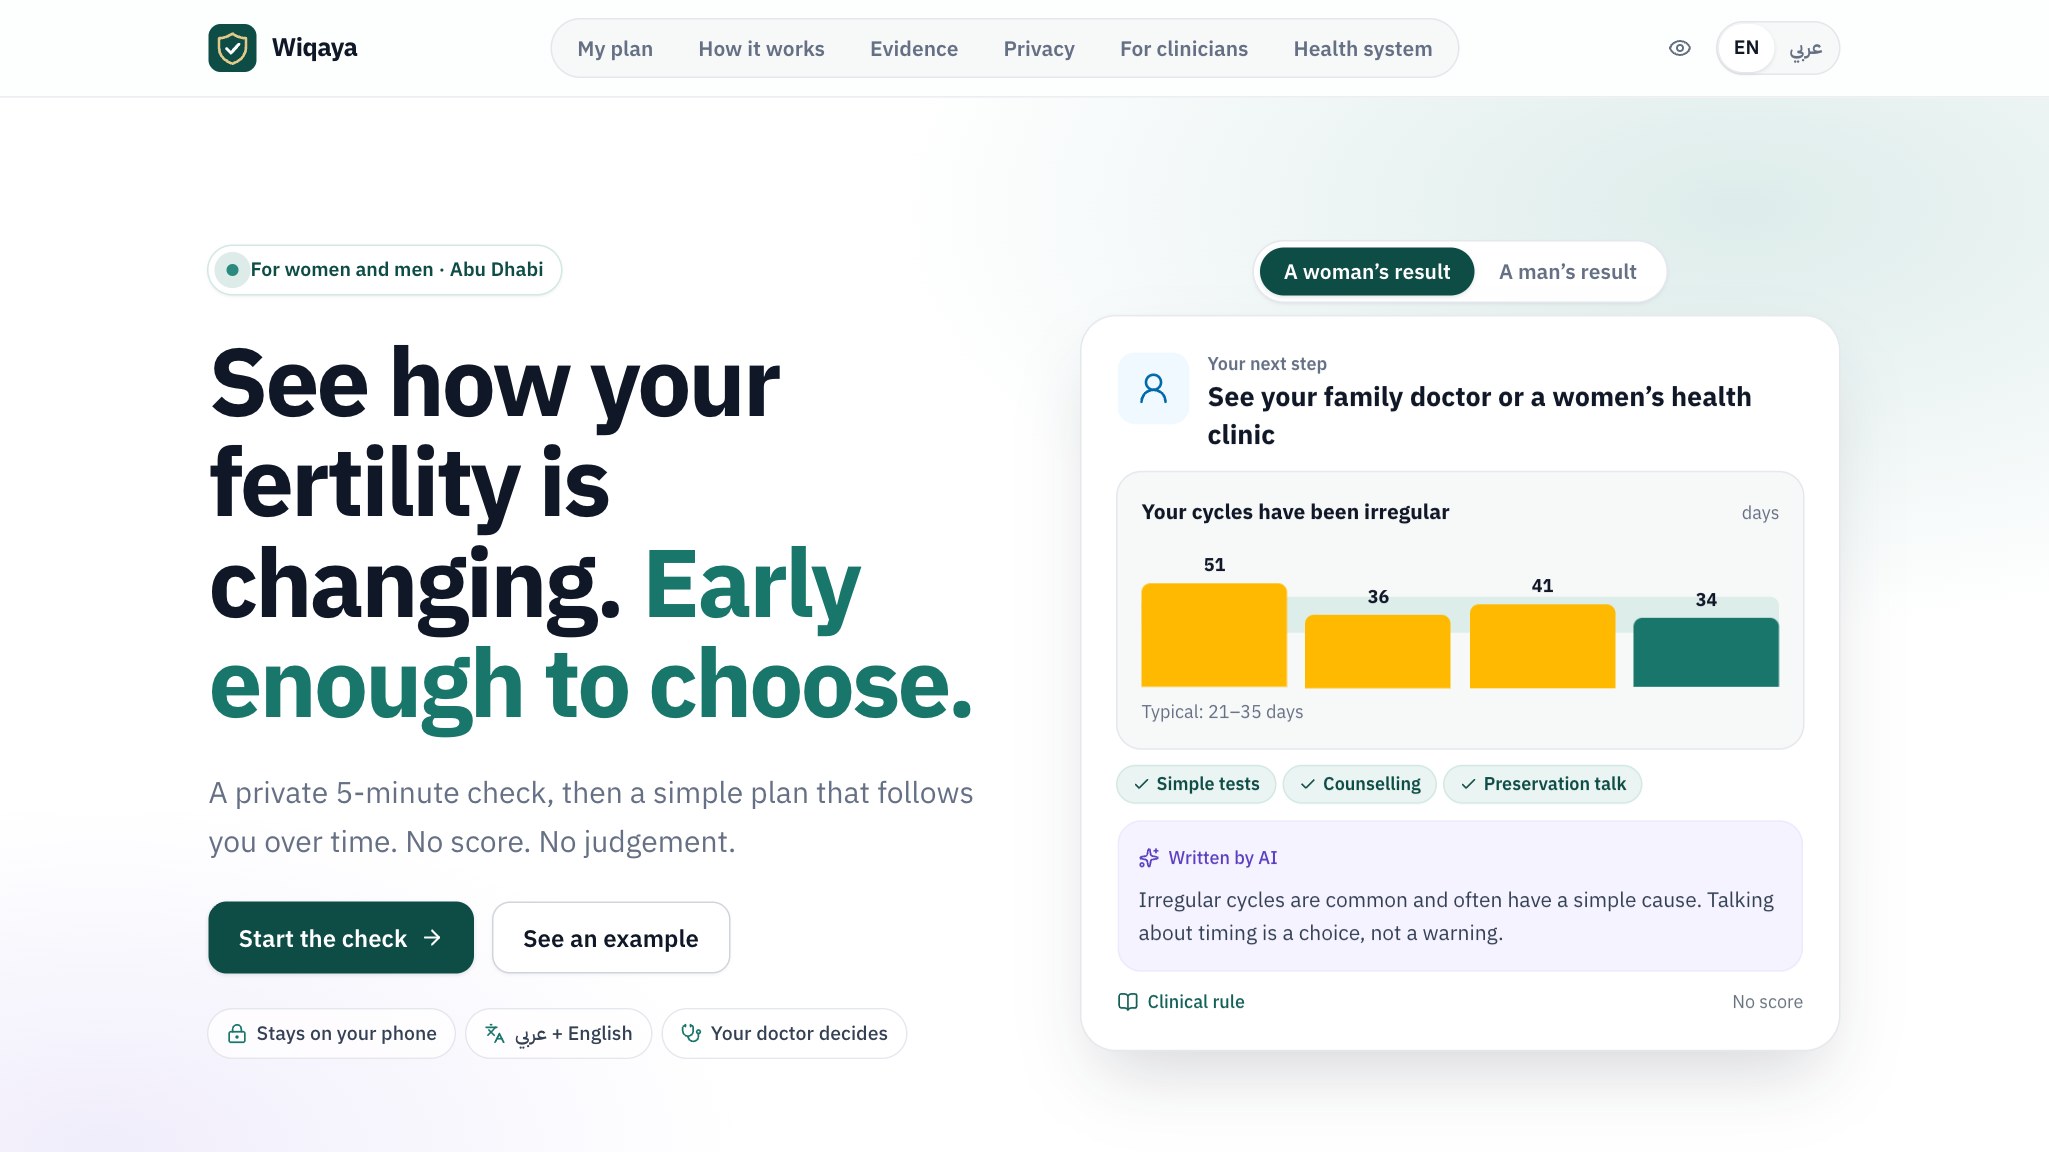 Wiqaya
My plan
How it works
Evidence
Privacy
For clinicians
Health system
EN
عربي
For women and men · Abu Dhabi
See how your
fertility is
changing. Early
enough to choose.
A private 5-minute check, then a simple plan that follows
you over time. No score. No judgement.
Start the check
See an example
Stays on your phone
عربي + English
Your doctor decides
A woman’s result
A man’s result
Your next step
See your family doctor or a women’s health
clinic
Your cycles have been irregular
days
51
36
41
34
Typical: 21–35 days
Simple tests
Counselling
Preservation talk
Written by AI
Irregular cycles are common and often have a simple cause. Talking
about timing is a choice, not a warning.
Clinical rule
No score